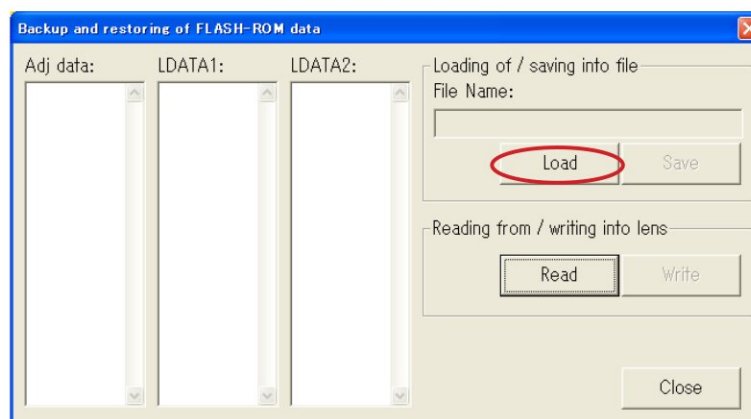 Backup and restoring of FLASH-ROM data
Adj data:
LDATA1:
LDATA2:
Loading of / saving into file
File Name:
Load
Save
Reading from / writing into lens
Read
Write
Close